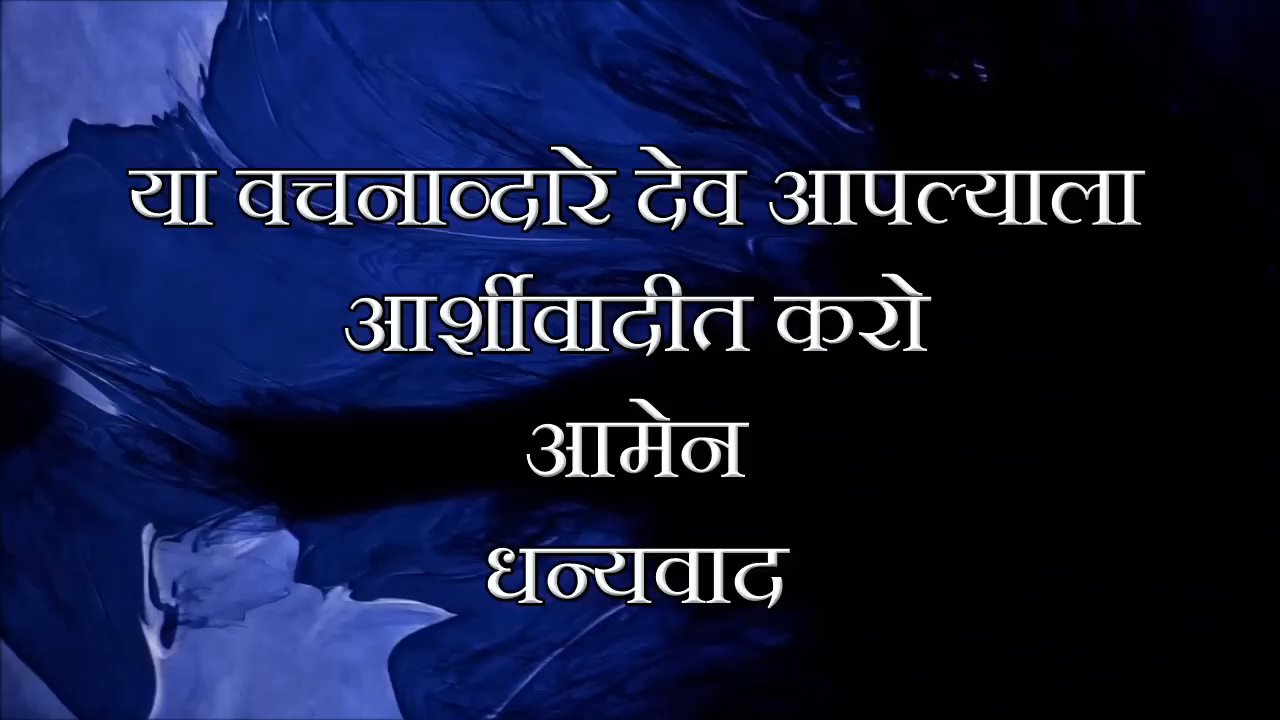 या वचनाव्दारे देव आपल्याला
आर्शीवादीत करो
आमेन
धन्यवाद